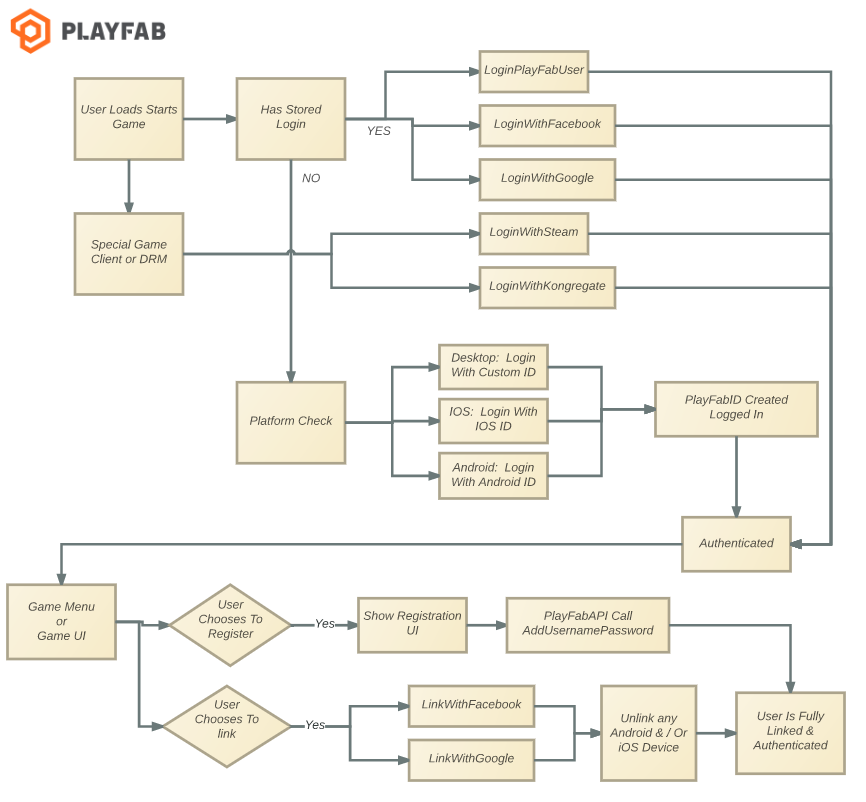 PLAYFAB
User Loads Starts
Game
Has Stored
Login
YES
NO
LoginPlayFabUser
LoginWithFacebook
LoginWithGoogle
Special Game
Client or DRM
LoginWithSteam
LoginWithKongregate
Platform Check
Desktop: Login
With Custom ID
IOS: Login With
IOS ID
Android: Login
With Android ID
PlayFabID Created
Logged In
Authenticated
Game Menu
or
Game UI
User
Chooses To
Register
Yes
Show Registration
UI
PlayFabAPI Call
AddUsernamePassword
User
Chooses To
link
Yes
LinkWithFacebook
LinkWithGoogle
Unlink any
Android & / Or
iOS Device
User Is Fully
Linked &
Authenticated